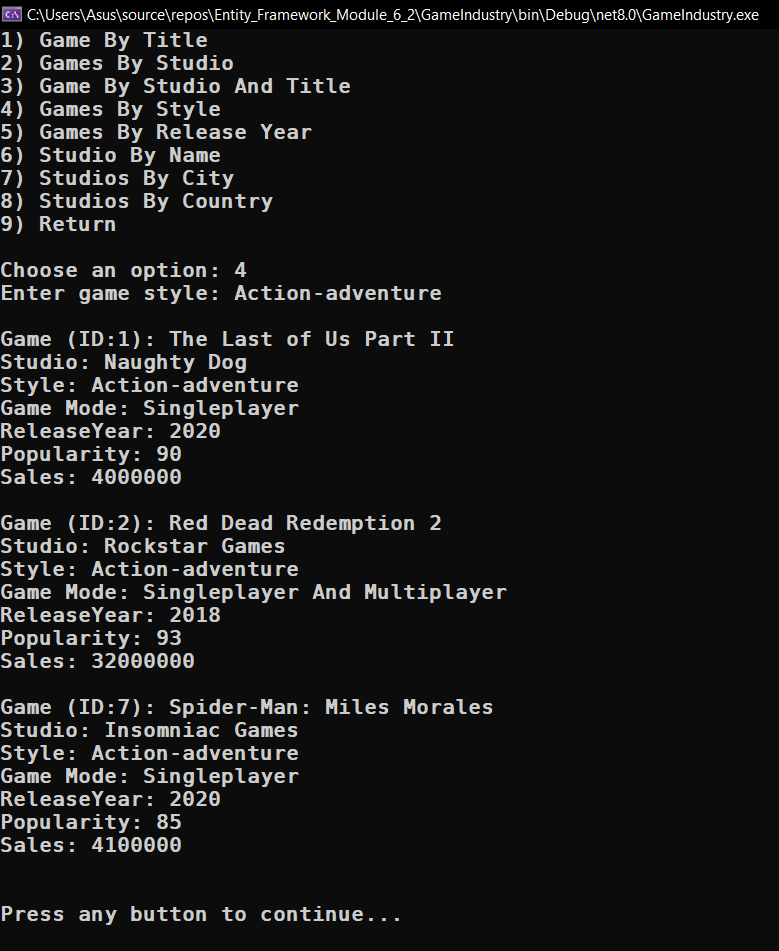 C:\Users\Asus\source\repos\Entity_Framework_Module_6_2\GameIndustry\bin\Debug\net8.0\GameIndustry.exe
1) Game By Title
2) Games By Studio
3) Game By Studio And Title
4) Games By Style
5) Games By Release Year
6) Studio By Name
7) Studios By City
8) Studios By Country
9) Return

Choose an option: 4
Enter game style: Action-adventure

Game (ID:1): The Last of Us Part II
Studio: Naughty Dog
Style: Action-adventure
Game Mode: Singleplayer
ReleaseYear: 2020
Popularity: 90
Sales: 4000000

Game (ID:2): Red Dead Redemption 2
Studio: Rockstar Games
Style: Action-adventure
Game Mode: Singleplayer And Multiplayer
ReleaseYear: 2018
Popularity: 93
Sales: 32000000

Game (ID:7): Spider-Man: Miles Morales
Studio: Insomniac Games
Style: Action-adventure
Game Mode: Singleplayer
ReleaseYear: 2020
Popularity: 85
Sales: 4100000

Press any button to continue...